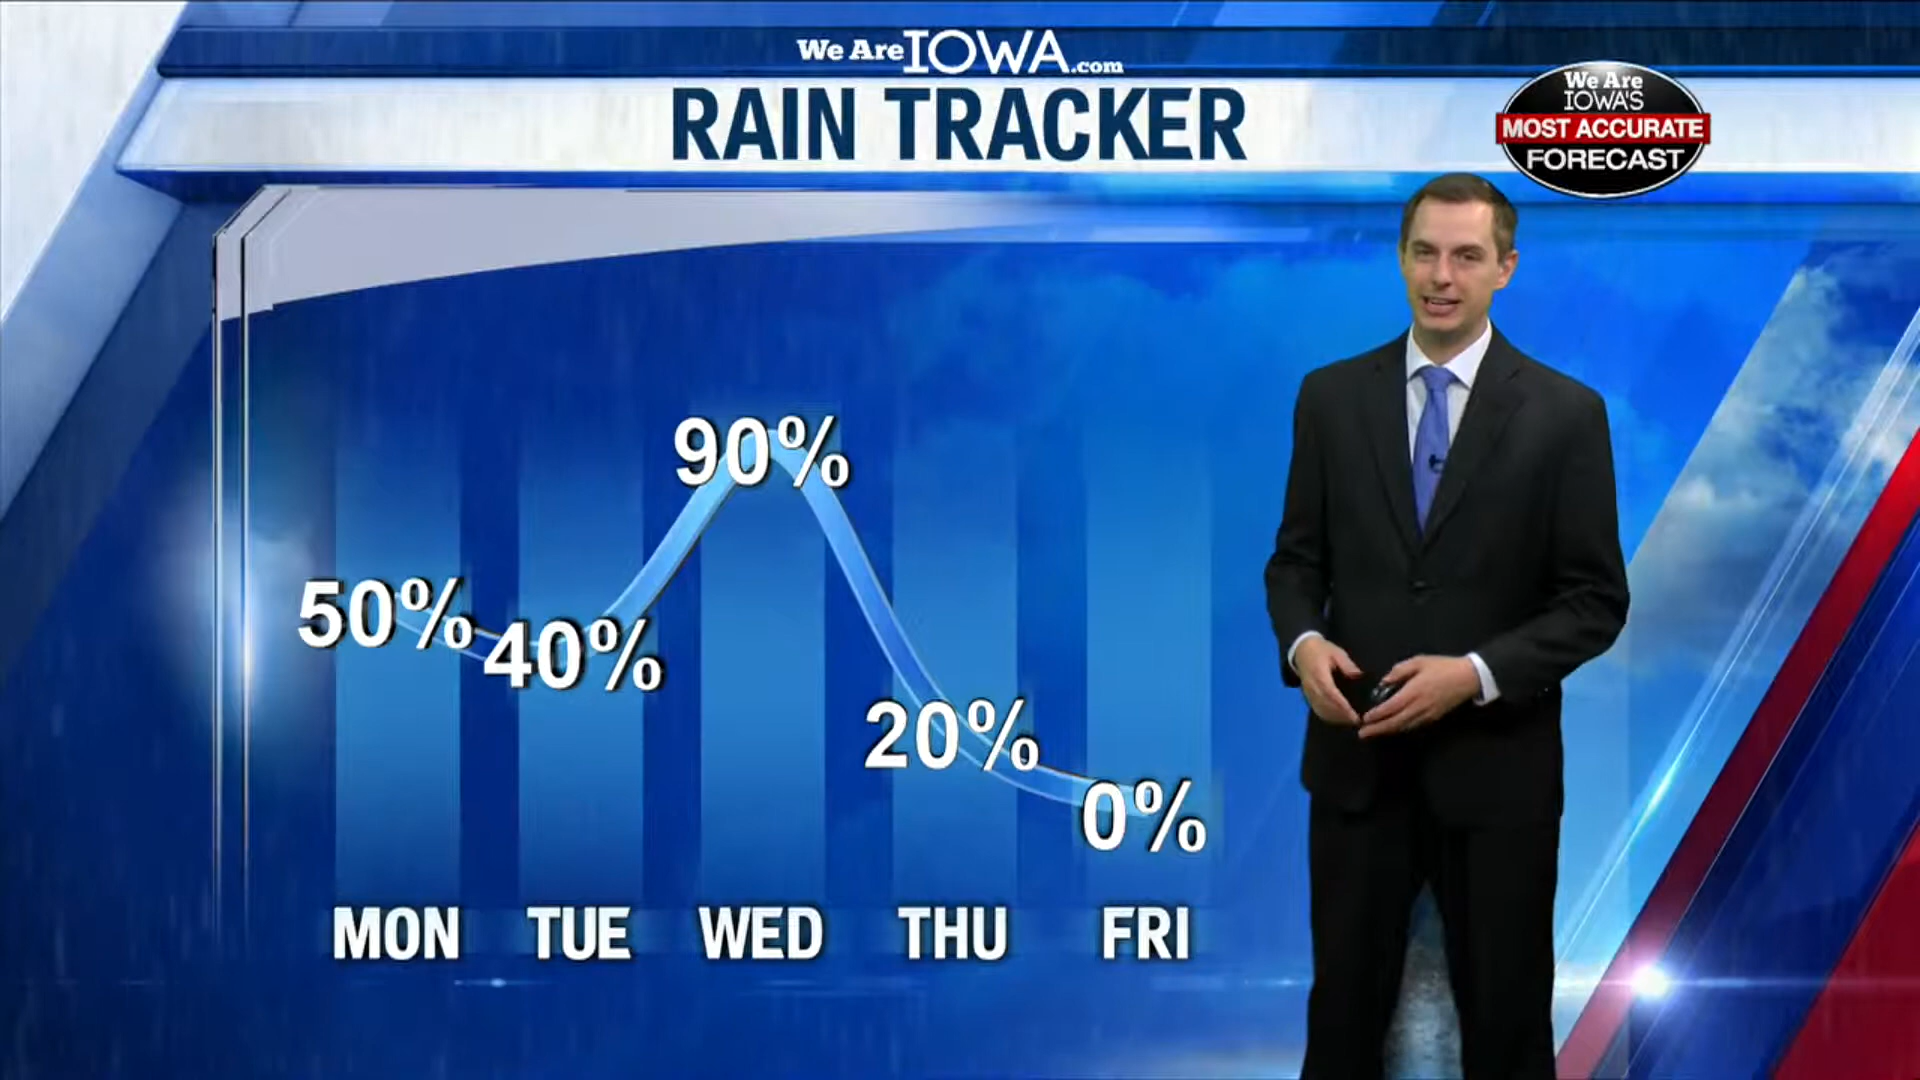 We Are IOWA.com
RAIN TRACKER
We Are
IOWA'S
MOST ACCURATE
FORECAST
90%
50%
40%
20%
0%
MON TUE WED THU FRI